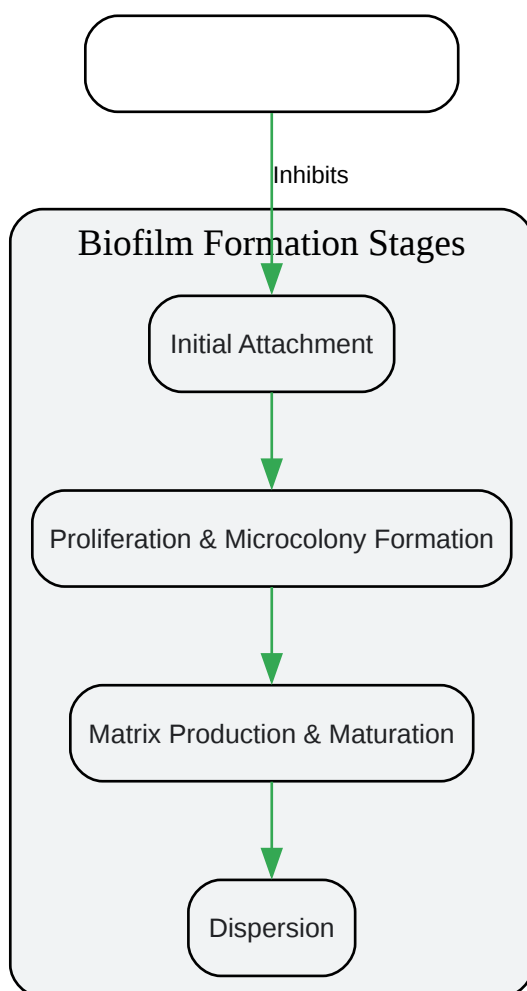 Inhibits
Biofilm Formation Stages
Initial Attachment
Proliferation & Microcolony Formation
Matrix Production & Maturation
Dispersion